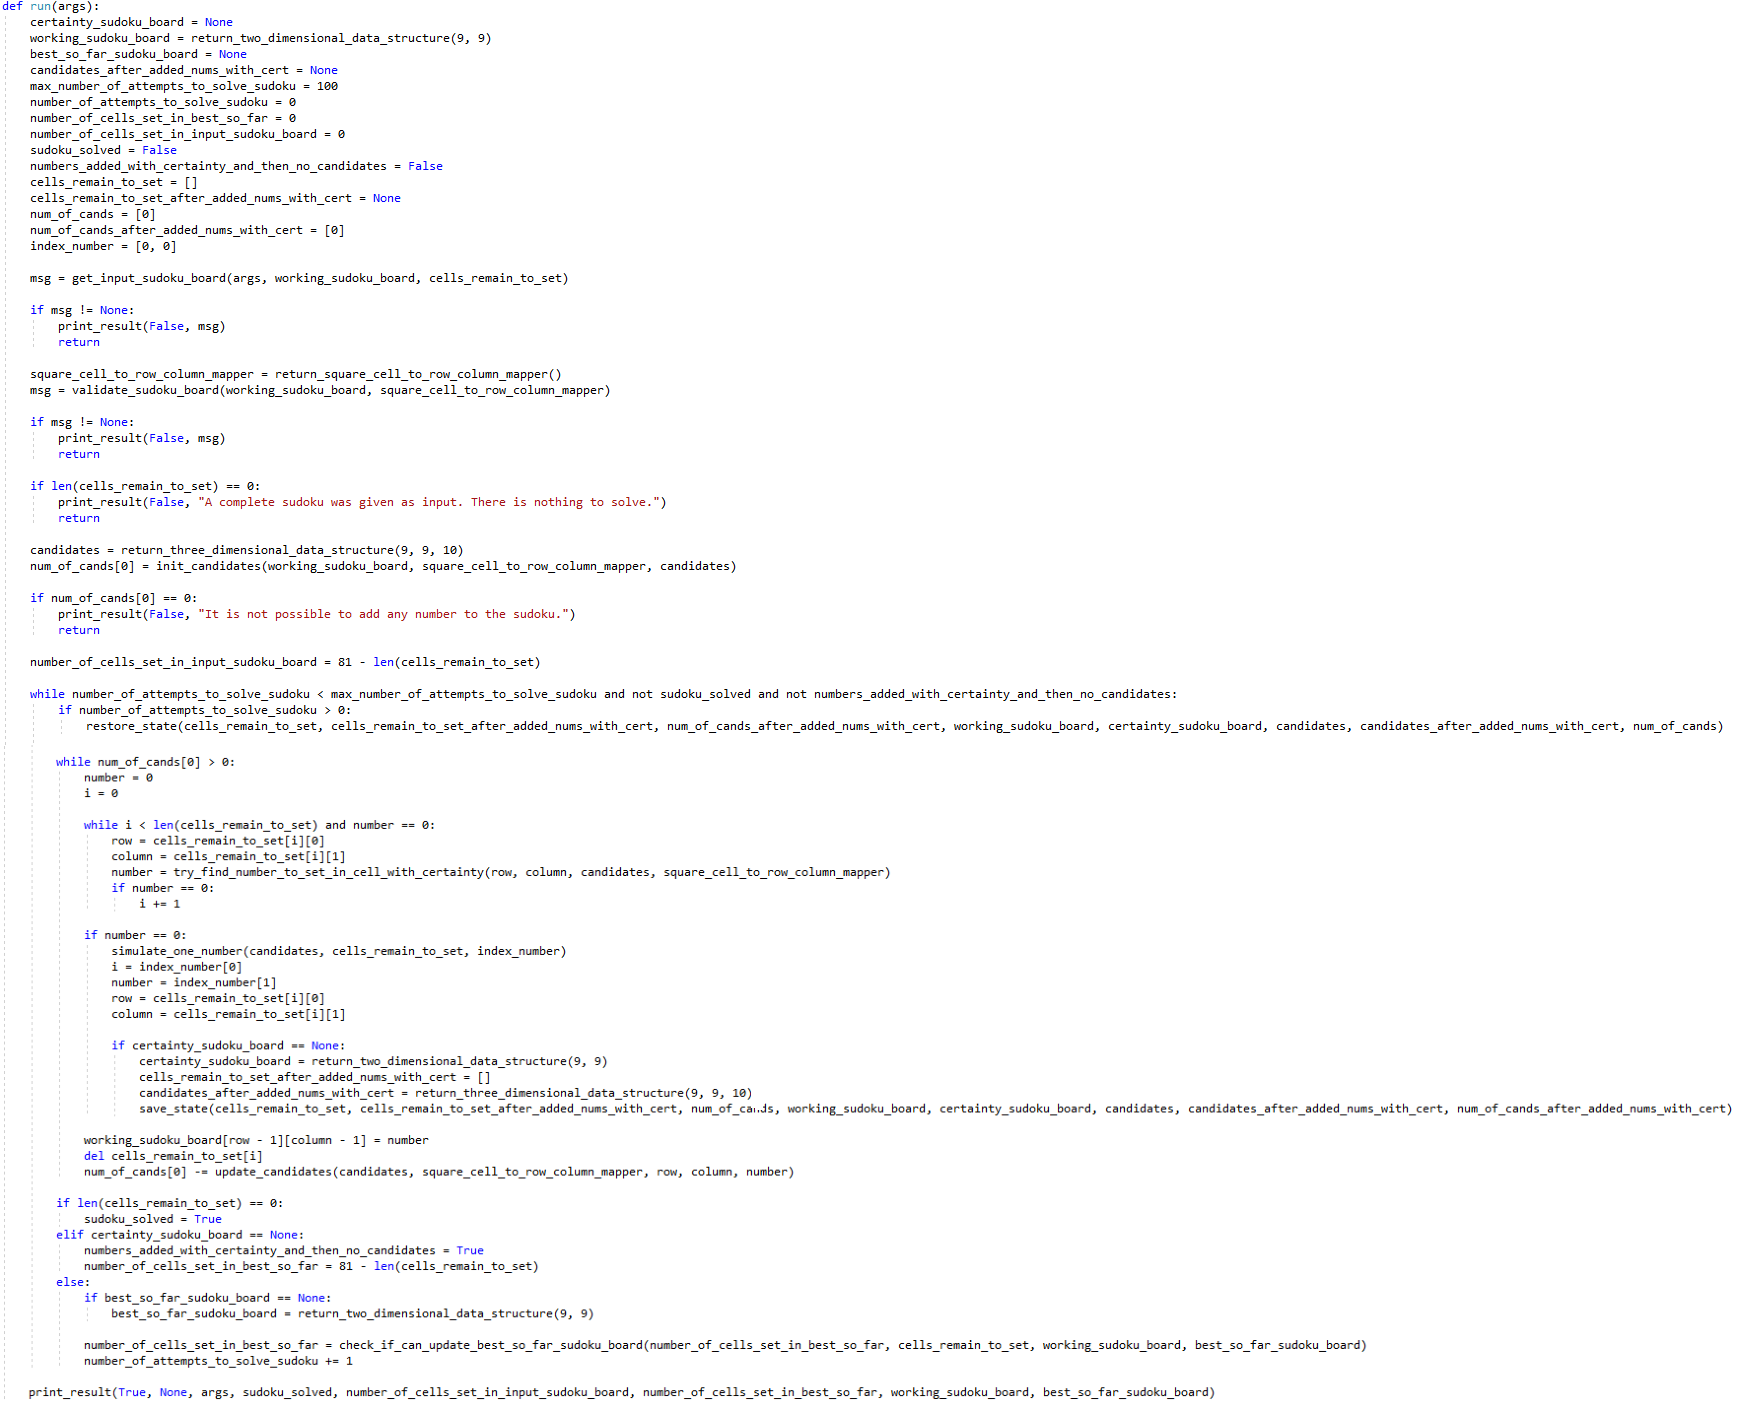 def run(args):
    certainty_sudoku_board = None
    working_sudoku_board = return_two_dimensional_data_structure(9, 9)
    best_so_far_sudoku_board = None
    candidates_after_added_nums_with_cert = None
    max_number_of_attempts_to_solve_sudoku = 100
    number_of_attempts_to_solve_sudoku = 0
    number_of_cells_set_in_best_so_far = 0
    number_of_cells_set_in_input_sudoku_board = 0
    sudoku_solved = False
    numbers_added_with_certainty_and_then_no_candidates = False
    cells_remain_to_set = []
    cells_remain_to_set_after_added_nums_with_cert = None
    num_of_cands = [0]
    num_of_cands_after_added_nums_with_cert = [0]
    index_number = [0, 0]

    msg = get_input_sudoku_board(args, working_sudoku_board, cells_remain_to_set)

    if msg != None:
        print_result(False, msg)
        return

    square_cell_to_row_column_mapper = return_square_cell_to_row_column_mapper()
    msg = validate_sudoku_board(working_sudoku_board, square_cell_to_row_column_mapper)

    if msg != None:
        print_result(False, msg)
        return

    if len(cells_remain_to_set) == 0:
        print_result(False, "A complete sudoku was given as input. There is nothing to solve.")
        return

    candidates = return_three_dimensional_data_structure(9, 9, 10)
    num_of_cands[0] = init_candidates(working_sudoku_board, square_cell_to_row_column_mapper, candidates)

    if num_of_cands[0] == 0:
        print_result(False, "It is not possible to add any number to the sudoku.")
        return

    number_of_cells_set_in_input_sudoku_board = 81 - len(cells_remain_to_set)

    while number_of_attempts_to_solve_sudoku < max_number_of_attempts_to_solve_sudoku and not sudoku_solved and not numbers_added_with_certainty_and_then_no_candidates:
        if number_of_attempts_to_solve_sudoku > 0:
            restore_state(cells_remain_to_set, cells_remain_to_set_after_added_nums_with_cert, num_of_cands_after_added_nums_with_cert, working_sudoku_board, certainty_sudoku_board, candidates, candidates_after_added_nums_with_cert, num_of_cands)

        while num_of_cands[0] > 0:
            number = 0
            i = 0

            while i < len(cells_remain_to_set) and number == 0:
                row = cells_remain_to_set[i][0]
                column = cells_remain_to_set[i][1]
                number = try_find_number_to_set_in_cell_with_certainty(row, column, candidates, square_cell_to_row_column_mapper)
                if number == 0:
                    i += 1

            if number == 0:
                simulate_one_number(candidates, cells_remain_to_set, index_number)
                i = index_number[0]
                number = index_number[1]
                row = cells_remain_to_set[i][0]
                column = cells_remain_to_set[i][1]

                if certainty_sudoku_board == None:
                    certainty_sudoku_board = return_two_dimensional_data_structure(9, 9)
                    cells_remain_to_set_after_added_nums_with_cert = []
                    candidates_after_added_nums_with_cert = return_three_dimensional_data_structure(9, 9, 10)
                    save_state(cells_remain_to_set, cells_remain_to_set_after_added_nums_with_cert, num_of_cands, working_sudoku_board, certainty_sudoku_board, candidates, candidates_after_added_nums_with_cert, num_of_cands_after_added_nums_with_cert)

            working_sudoku_board[row - 1][column - 1] = number
            del cells_remain_to_set[i]
            num_of_cands[0] -= update_candidates(candidates, square_cell_to_row_column_mapper, row, column, number)

        if len(cells_remain_to_set) == 0:
            sudoku_solved = True
        elif certainty_sudoku_board == None:
            numbers_added_with_certainty_and_then_no_candidates = True
            number_of_cells_set_in_best_so_far = 81 - len(cells_remain_to_set)
        else:
            if best_so_far_sudoku_board == None:
                best_so_far_sudoku_board = return_two_dimensional_data_structure(9, 9)

            number_of_cells_set_in_best_so_far = check_if_can_update_best_so_far_sudoku_board(number_of_cells_set_in_best_so_far, cells_remain_to_set, working_sudoku_board, best_so_far_sudoku_board)
            number_of_attempts_to_solve_sudoku += 1

    print_result(True, None, args, sudoku_solved, number_of_cells_set_in_input_sudoku_board, number_of_cells_set_in_best_so_far, working_sudoku_board, best_so_far_sudoku_board)